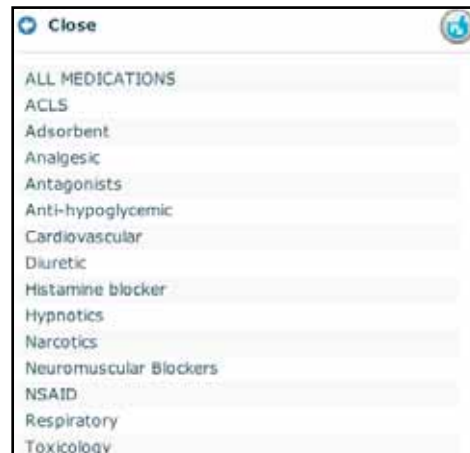 Close
ALL MEDICATIONS
ACLS
Adsorbent
Analgesic
Antagonists
Anti-hypoglycemic
Cardiovascular
Diuretic
Histamine blocker
Hypnotics
Narcotics
Neuromuscular Blockers
NSAID
Respiratory
Toxicology